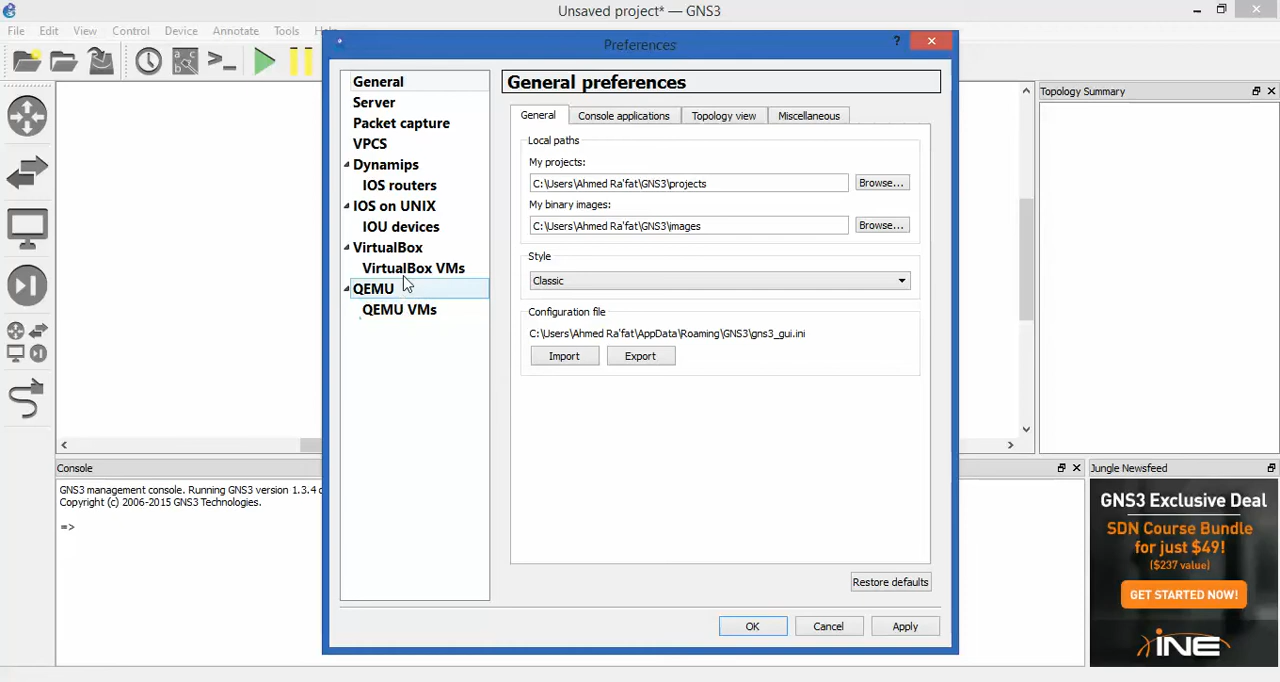 Unsaved project* — GNS3
File Edit View Control Device Annotate Tools
Preferences
?
General
Server
Packet capture
VPCS
Dynamips
IOS routers
IOS on UNIX
IOU devices
VirtualBox
VirtualBox VMs
QEMU
QEMU VMs
General preferences
General Console applications Topology view Miscellaneous
Local paths
My projects:
C:\Users\Ahmed Ra'fat\GNS3\projects Browse...
My binary images:
C:\Users\Ahmed Ra'fat\GNS3\images Browse...
Style
Classic
Configuration file
C:\Users\Ahmed Ra'fat\AppData\Roaming\GNS3\gns3_gui.ini
Import Export
Restore defaults
OK Cancel Apply
Topology Summary
Console
GNS3 management console. Running GNS3 version 1.3.4
Copyright (c) 2006-2015 GNS3 Technologies.
=>
Jungle Newsfeed
GNS3 Exclusive Deal
SDN Course Bundle
for just $49!
($237 value)
GET STARTED NOW!
INE